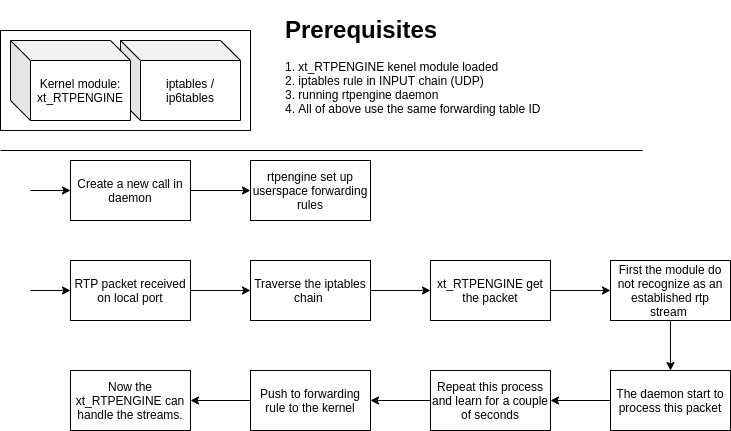 Prerequisites
1. xt_RTPENGINE kenel module loaded
2. iptables rule in INPUT chain (UDP)
3. running rtpengine daemon
4. All of above use the same forwarding table ID
Kernel module:
xt_RTPENGINE
iptables /
ip6tables
Create a new call in
daemon
rtpengine set up
userspace forwarding
rules
RTP packet received
on local port
Traverse the iptables
chain
xt_RTPENGINE get
the packet
First the module do
not recognize as an
established rtp
stream
The daemon start to
process this packet
Repeat this process
and learn for a couple
of seconds
Push to forwarding
rule to the kernel
Now the
xt_RTPENGINE can
handle the streams.